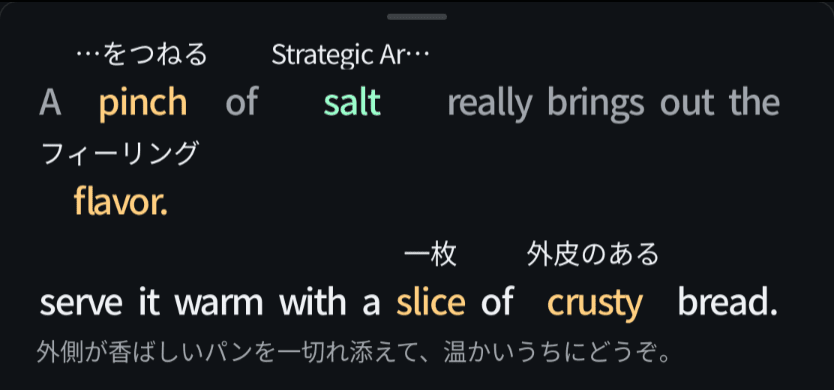 …をつねる Strategic Ar…
A pinch of salt really brings out the
フィーリング
flavor.
一枚 外皮のある
serve it warm with a slice of crusty bread.
外側が香ばしいパンを一切れ添えて、温かいうちにどうぞ。